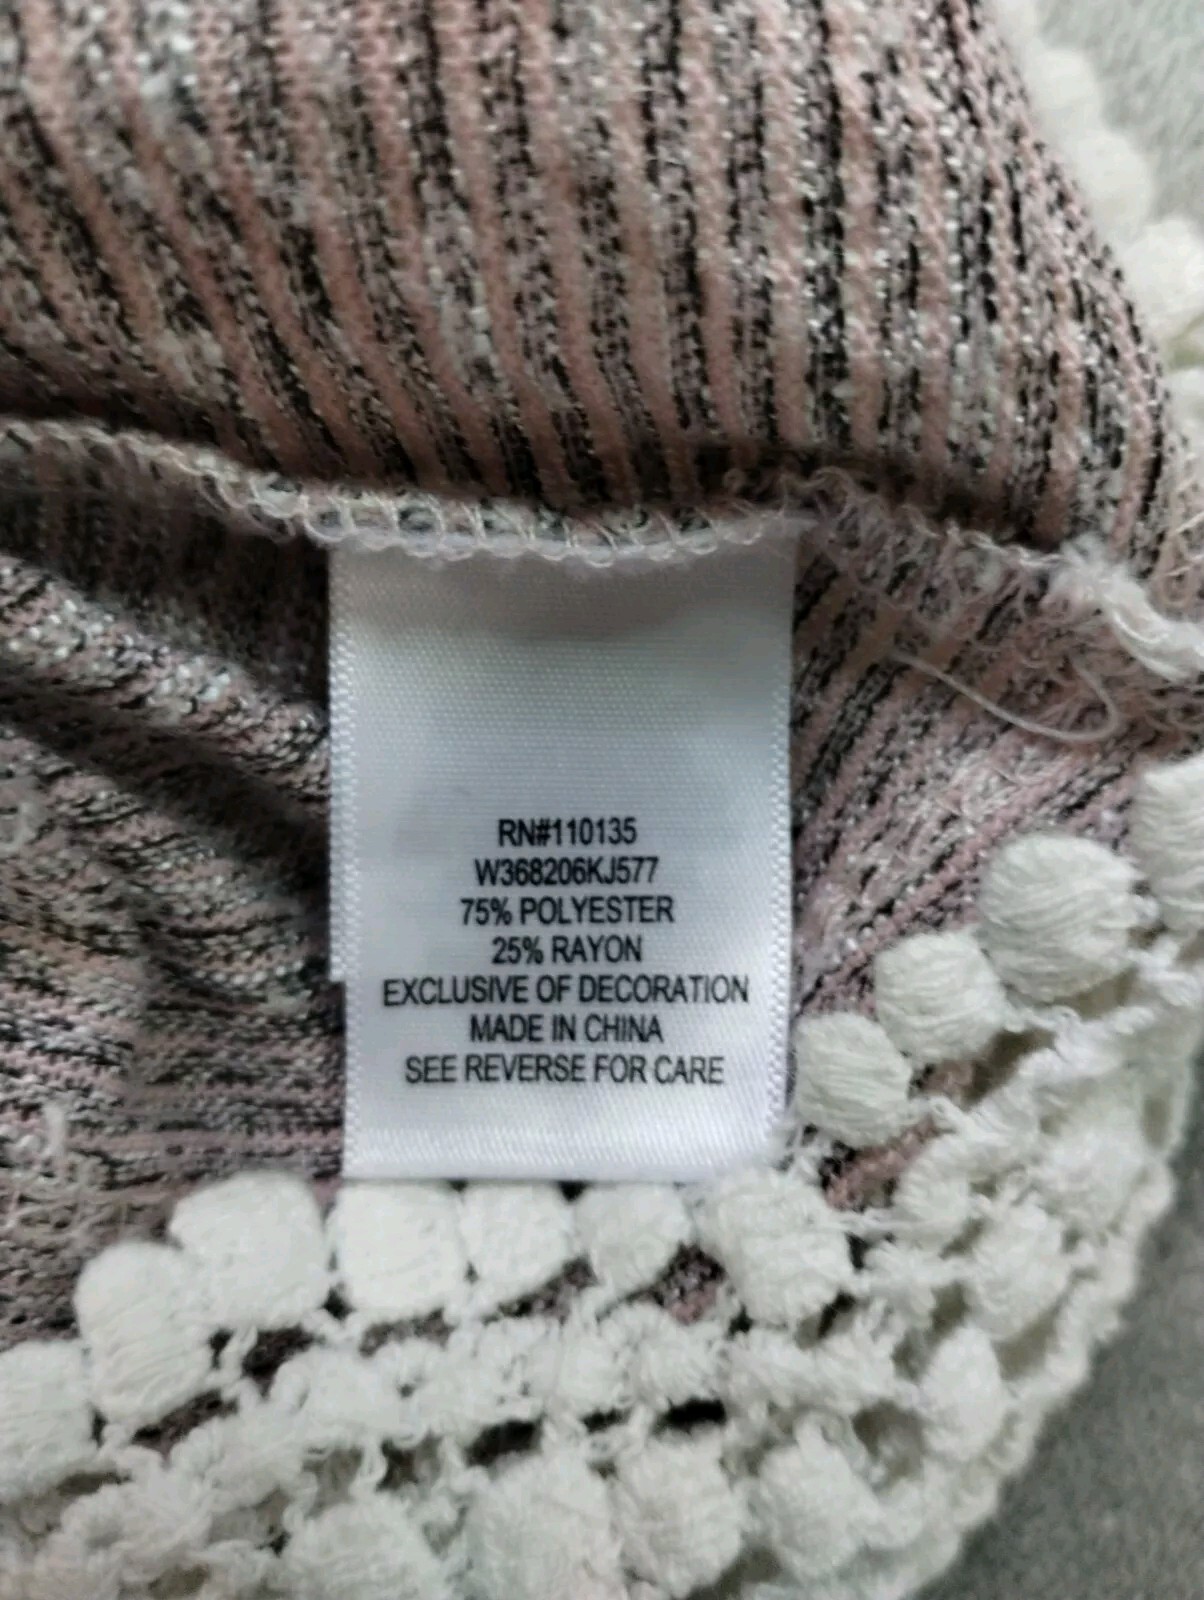 RN#110135
W368206KJ577
75% POLYESTER
25% RAYON
EXCLUSIVE OF DECORATION
MADE IN CHINA
SEE REVERSE FOR CARE